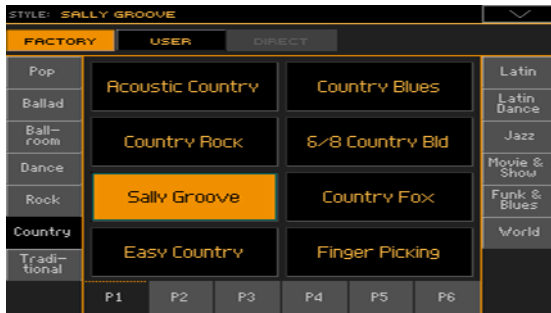 STYLE: SALLY GROOVE
FACTORY USER DIRECT
Pop
Ballad
Ball-
room
Dance
Rock
Country
Tradi-
tional
Acoustic Country
Country Blues
Country Rock
6/8 Country Bld
Sally Groove
Country Fox
Easy Country
Finger Picking
Latin
Latin
Dance
Jazz
Movie &
Show
Funk &
Blues
World
P1 P2 P3 P4 P5 P6